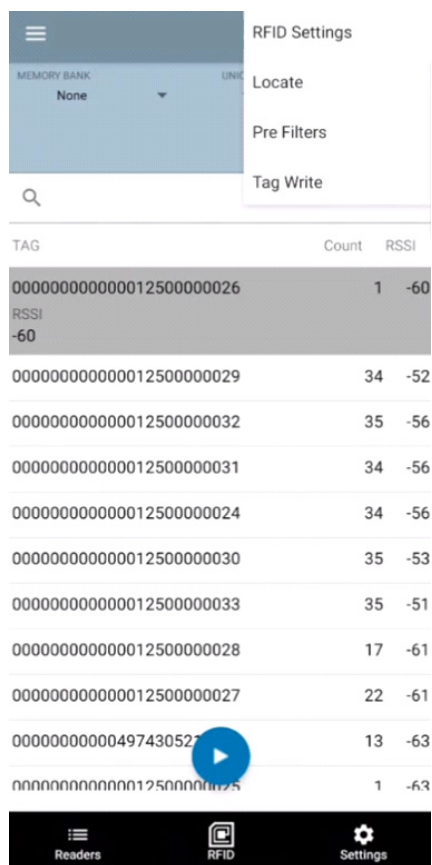 RFID Settings
MEMORY BANK
None
Locate
Pre Filters
Tag Write
TAG Count RSSI
000000000000012500000026 1 -60
RSSI
-60
000000000000012500000029 34 -52
000000000000012500000032 35 -56
000000000000012500000031 34 -56
000000000000012500000024 34 -56
000000000000012500000030 35 -53
000000000000012500000033 35 -51
000000000000012500000028 17 -61
000000000000012500000027 22 -61
13 -63
000000000000012500000025 1 -63
Readers RFID Settings